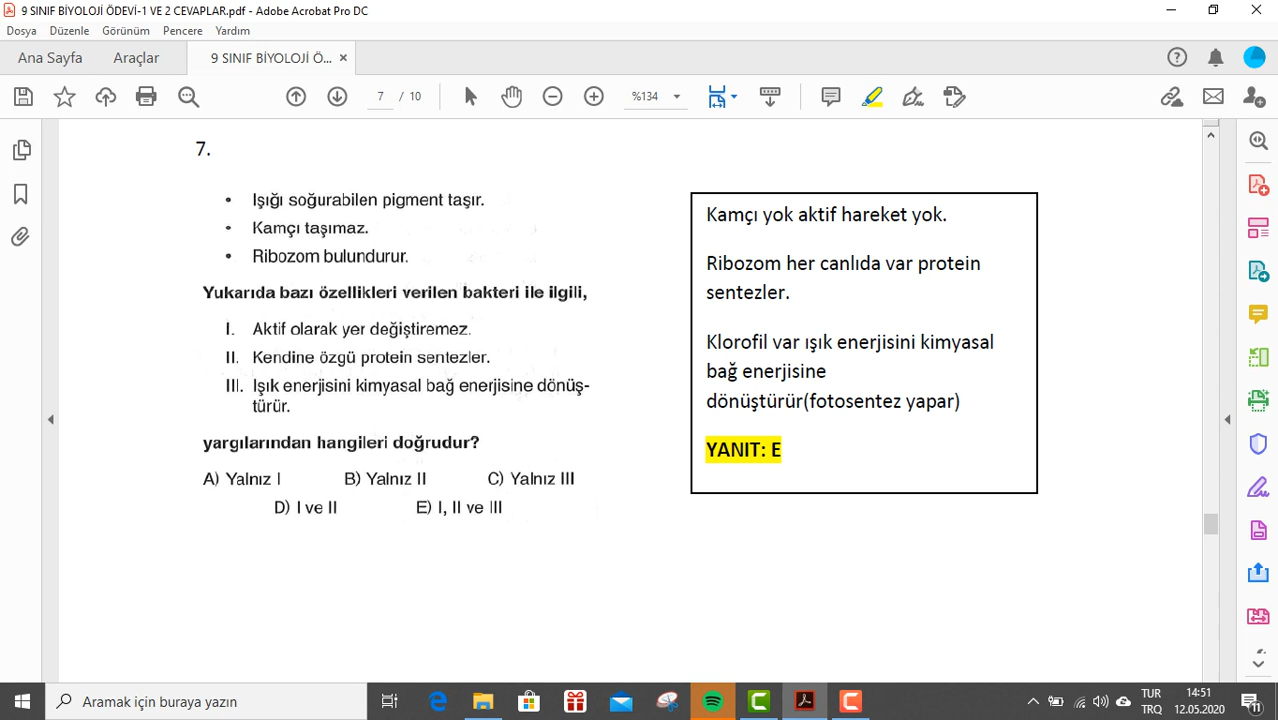 9 SINIF BİYOLOJİ ÖDEVİ-1 VE 2 CEVAPLAR.pdf - Adobe Acrobat Pro DC
Dosya Düzenle Görünüm Pencere Yardım
Ana Sayfa Araçlar 9 SINIF BİYOLOJİ Ö... ×
7 / 10 %134
7.
• Işığı soğurabilen pigment taşır.
• Kamçı taşımaz.
• Ribozom bulundurur.
Yukarıda bazı özellikleri verilen bakteri ile ilgili,
I. Aktif olarak yer değiştiremez.
II. Kendine özgü protein sentezler.
III. Işık enerjisini kimyasal bağ enerjisine dönüş-
türür.
yargılarından hangileri doğrudur?
A) Yalnız I B) Yalnız II C) Yalnız III
D) I ve II E) I, II ve III
Kamçı yok aktif hareket yok.
Ribozom her canlıda var protein
sentezler.
Klorofil var ışık enerjisini kimyasal
bağ enerjisine
dönüştürür(fotosentez yapar)
YANIT: E
Aramak için buraya yazın
TUR 14:51
TRQ 12.05.2020 11